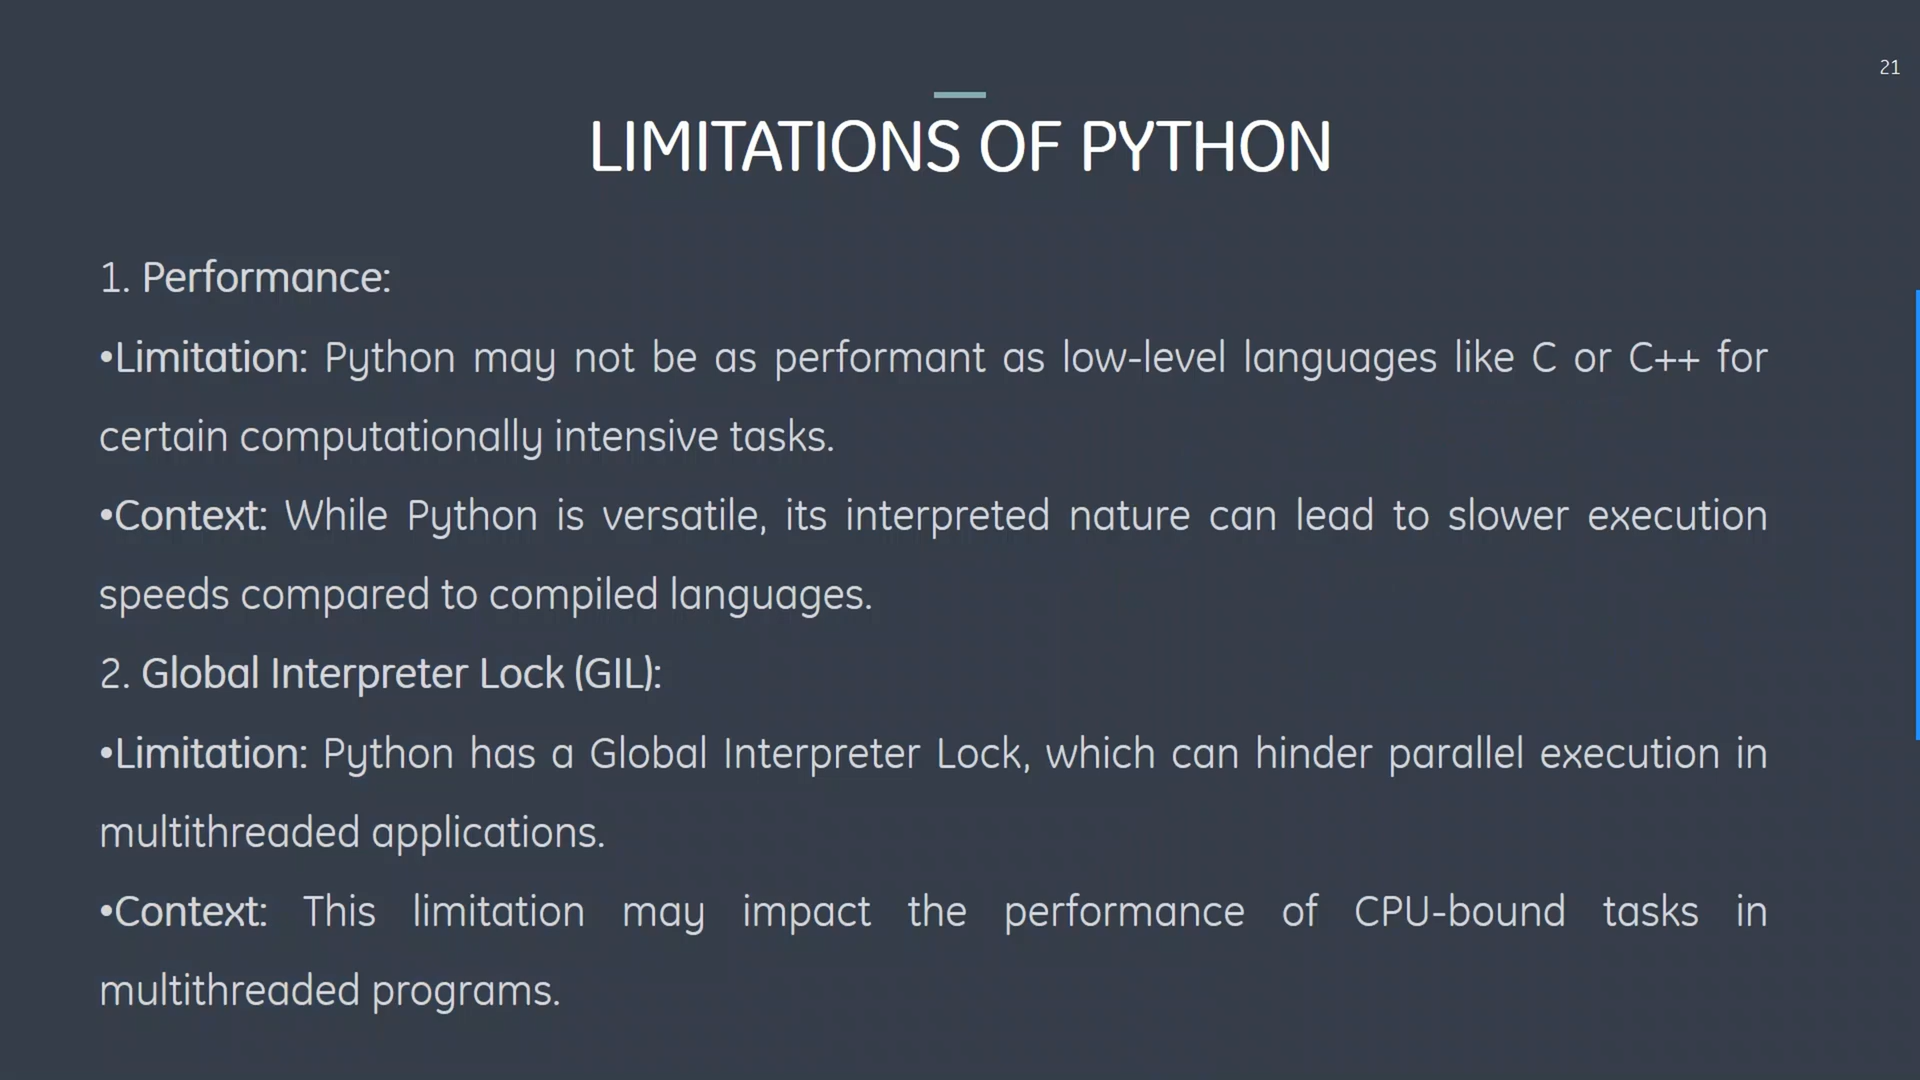 21
LIMITATIONS OF PYTHON
1. Performance:
•Limitation: Python may not be as performant as low-level languages like C or C++ for
certain computationally intensive tasks.
•Context: While Python is versatile, its interpreted nature can lead to slower execution
speeds compared to compiled languages.
2. Global Interpreter Lock (GIL):
•Limitation: Python has a Global Interpreter Lock, which can hinder parallel execution in
multithreaded applications.
•Context: This limitation may impact the performance of CPU-bound tasks in
multithreaded programs.